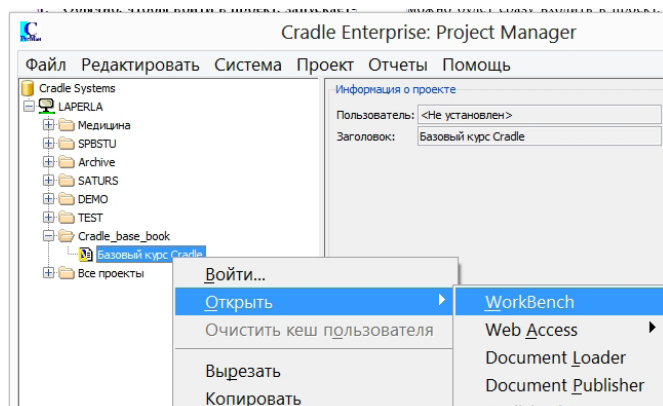 Cradle Enterprise: Project Manager
Файл Редактировать Система Проект Отчеты Помощь
Cradle Systems
LAPERLA
Медицина
SPBSTU
Archive
SATURS
DEMO
TEST
Cradle_base_book
Базовый курс Cradle
Все проекты
Информация о проекте
Пользователь: <Не установлен>
Заголовок: Базовый курс Cradle
Войти...
Открыть
Очистить кеш пользователя
Вырезать
Копировать
WorkBench
Web Access
Document Loader
Document Publisher